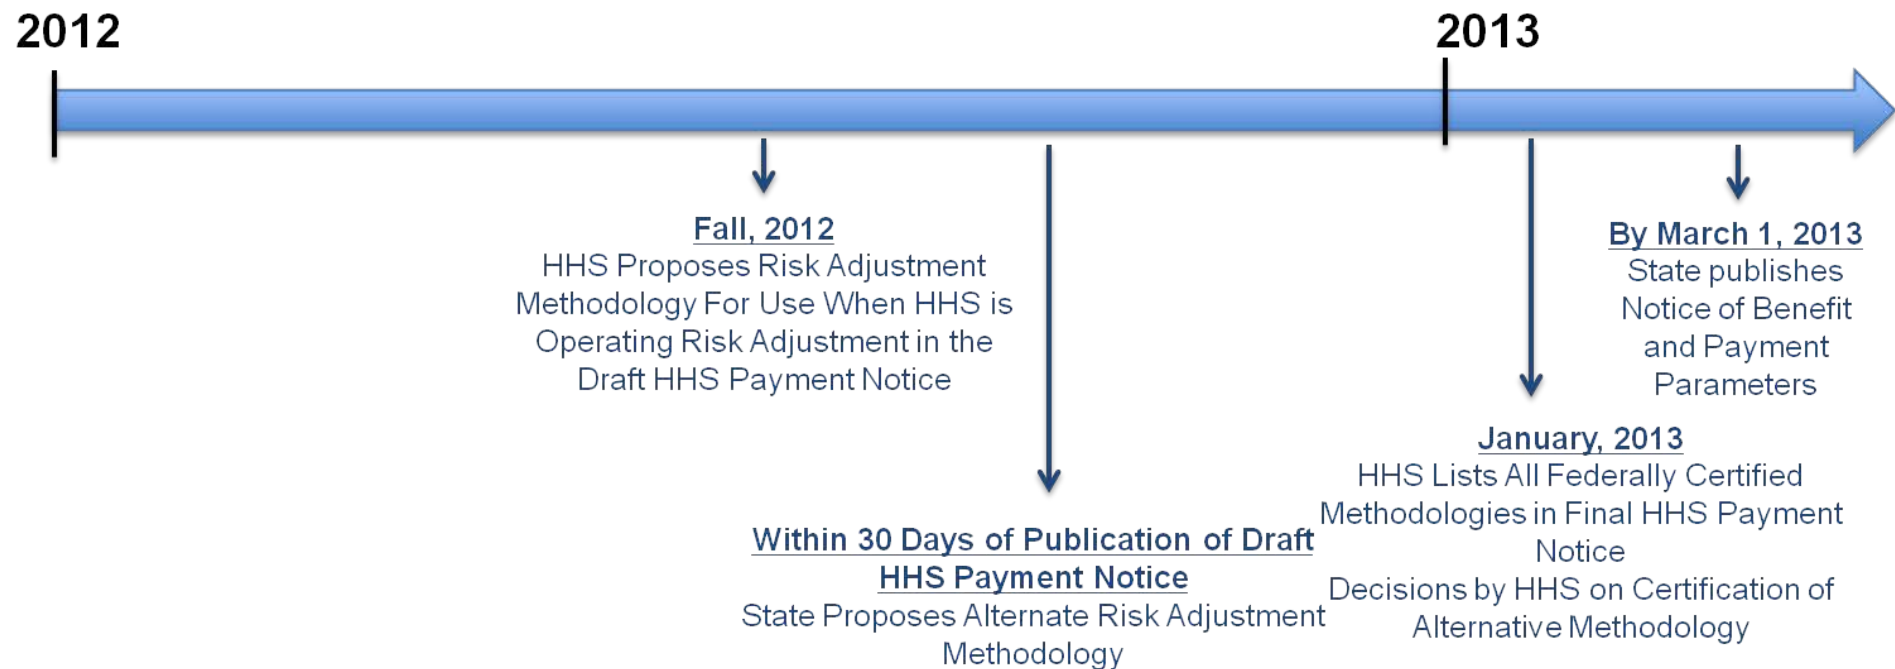 2012
2013
Fall, 2012
HHS Proposes Risk Adjustment
Methodology For Use When HHS is
Operating Risk Adjustment in the
Draft HHS Payment Notice
Within 30 Days of Publication of Draft
HHS Payment Notice
State Proposes Alternate Risk Adjustment
Methodology
January, 2013
HHS Lists All Federally Certified
Methodologies in Final HHS Payment
Notice
Decisions by HHS on Certification of
Alternative Methodology
By March 1, 2013
State publishes
Notice of Benefit
and Payment
Parameters